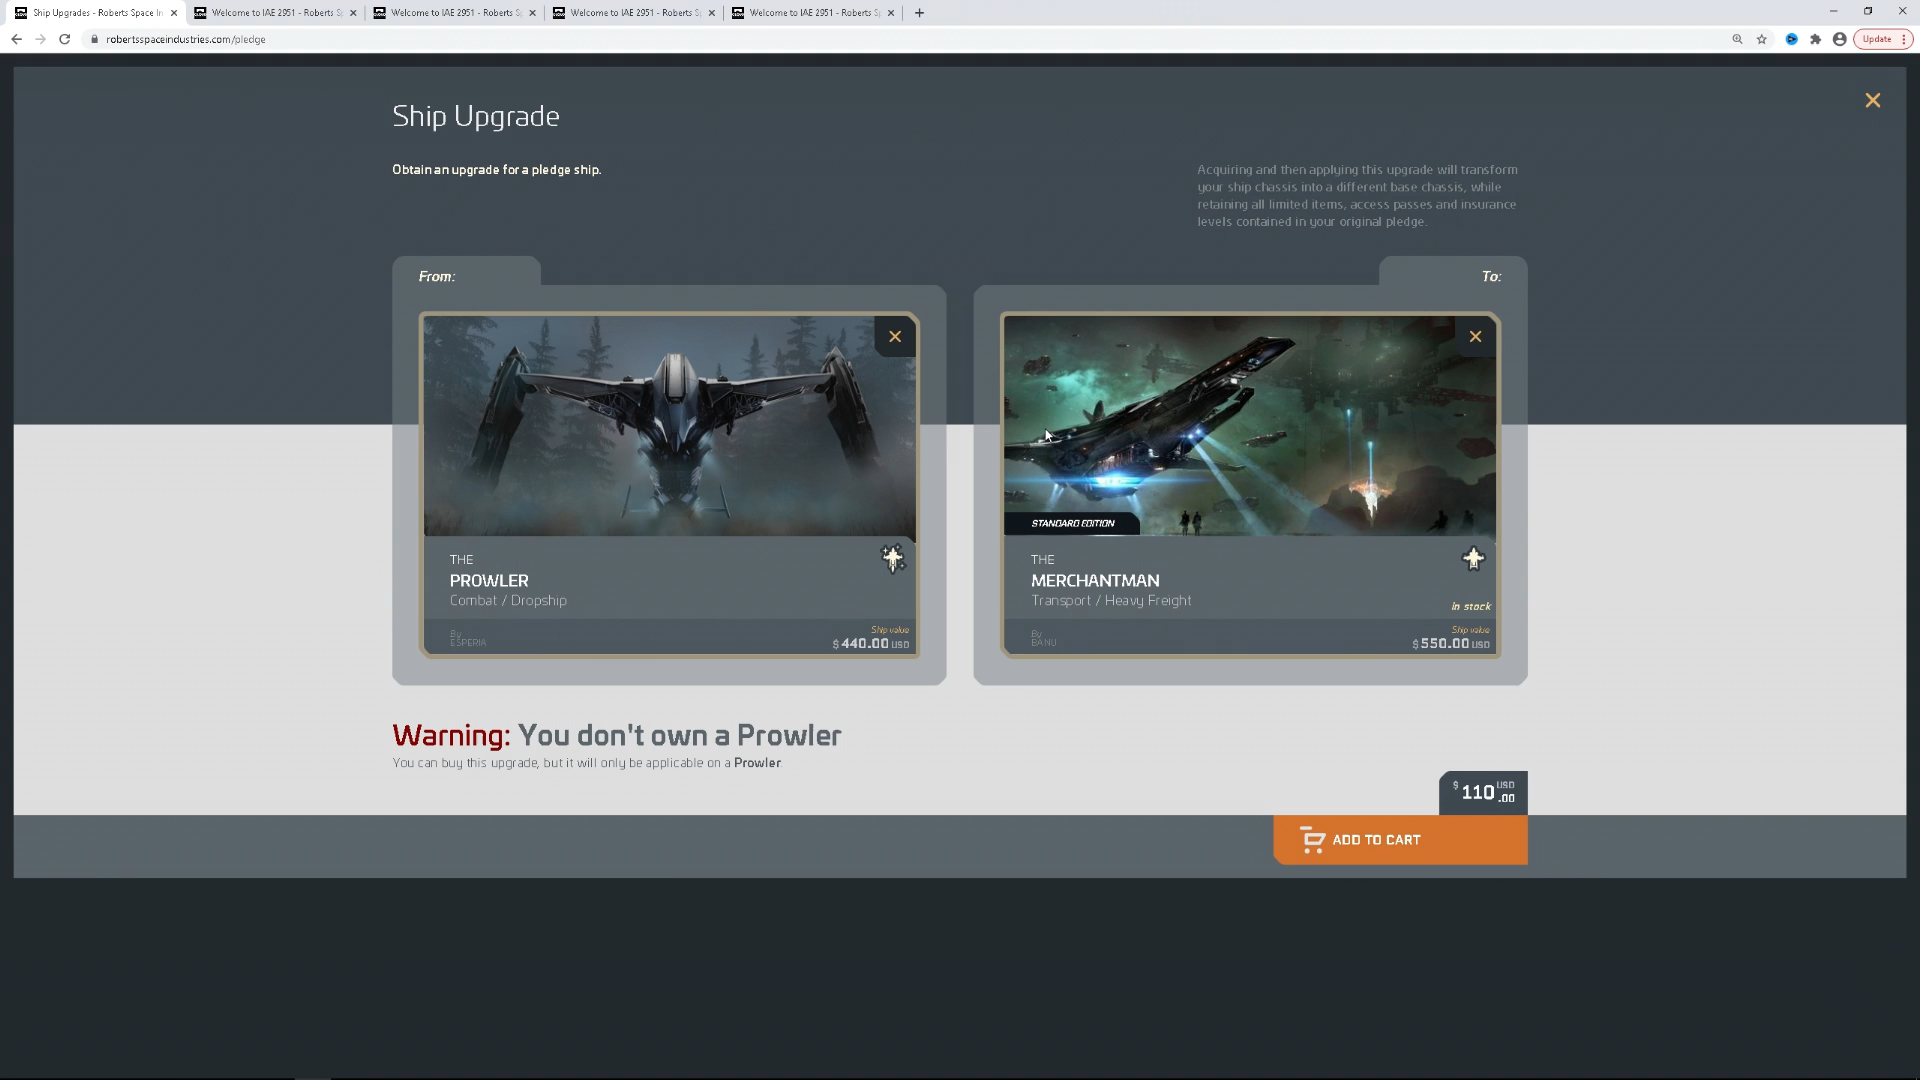 Ship Upgrades - Roberts Space In
Welcome to IAE 2951 - Roberts S
Welcome to IAE 2951 - Roberts S
Welcome to IAE 2951 - Roberts S
Welcome to IAE 2951 - Roberts S
robertsspaceindustries.com/pledge
Update
Ship Upgrade
Obtain an upgrade for a pledge ship.
Acquiring and then applying this upgrade will transform
your ship chassis into a different base chassis, while
retaining all limited items, access passes and insurance
levels contained in your original pledge.
From:
To:
STANDARD EDITION
THE
PROWLER
Combat / Dropship
By
ESPERIA
Ship value
$ 440.00 USD
THE
MERCHANTMAN
Transport / Heavy Freight
in stock
By
BANU
Ship value
$ 550.00 USD
Warning: You don't own a Prowler
You can buy this upgrade, but it will only be applicable on a Prowler.
$ 110 .00 USD
ADD TO CART